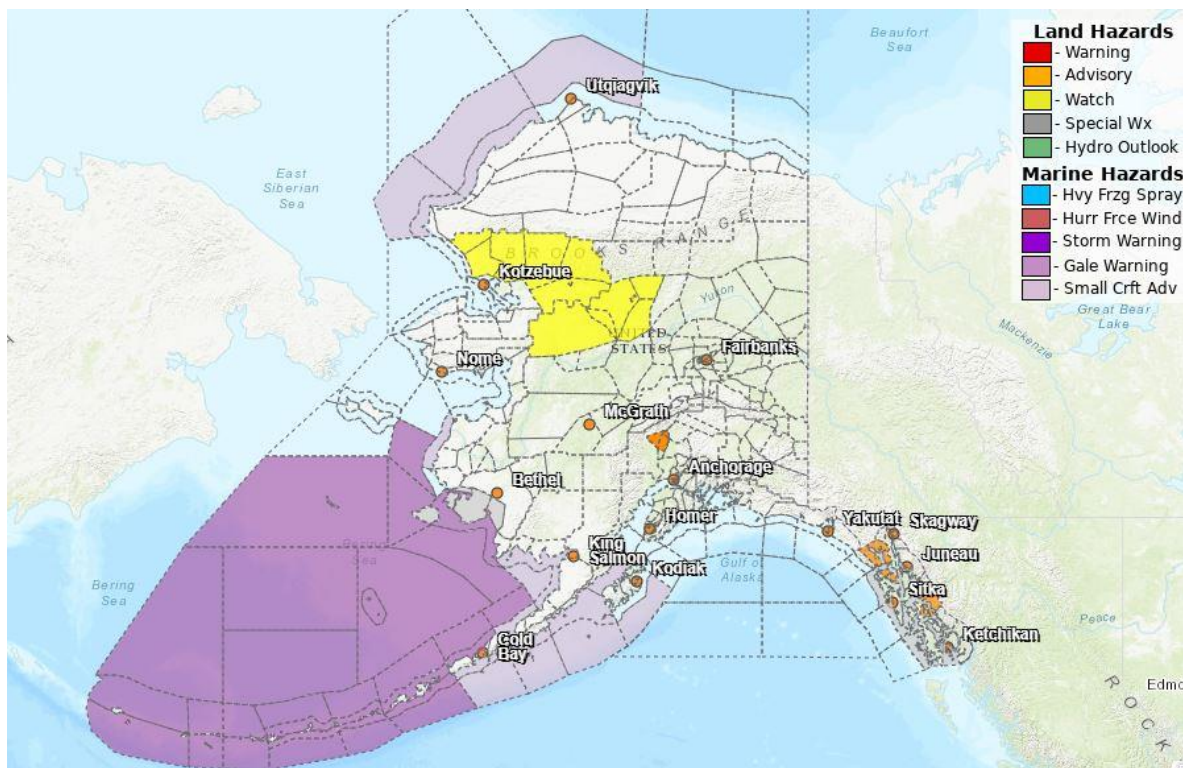 Beaufort
Sea
Land Hazards
- Warning
- Advisory
- Watch
- Special Wx
- Hydro Outlook
Marine Hazards
- Hvy Frzg Spray
- Hurr Frce Wind
- Storm Warning
- Gale Warning
- Small Crft Adv
Utqiagvik
East
Siberian
Sea
BROOKS RANGE
Kotzebue
Yukon
Great Bear
Lake
Mackenzie
UNITED
STATES
Fairbanks
Nome
McGrath
Anchorage
Bethel
Homer
Yakutat
Skagway
King
Salmon
Juneau
Kodiak
Gulf of
Alaska
Bering
Sea
Bering
Sea
Sitka
Peace
Ketchikan
Cold
Bay
Edmo
ROCK